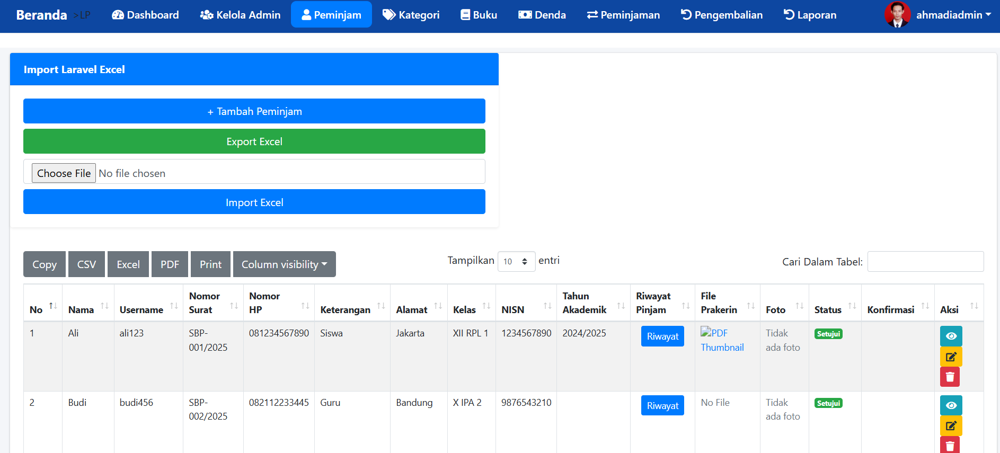 Beranda >LP Dashboard Kelola Admin Peminjam Kategori Buku Denda Peminjaman Pengembalian Laporan ahmadiadmin
Import Laravel Excel
+ Tambah Peminjam
Export Excel
Choose File No file chosen
Import Excel
Copy CSV Excel PDF Print Column visibility Tampilkan 10 entri Cari Dalam Tabel:
No Nama Username Nomor Surat Nomor HP Keterangan Alamat Kelas NISN Tahun Akademik Riwayat Pinjam File Prakerin Foto Status Konfirmasi Aksi
1 Ali ali123 SBP-001/2025 081234567890 Siswa Jakarta XII RPL 1 1234567890 2024/2025 Riwayat PDF Thumbnail Tidak ada foto Setujui
2 Budi budi456 SBP-002/2025 082112233445 Guru Bandung X IPA 2 9876543210 Riwayat No File Tidak ada foto Setujui